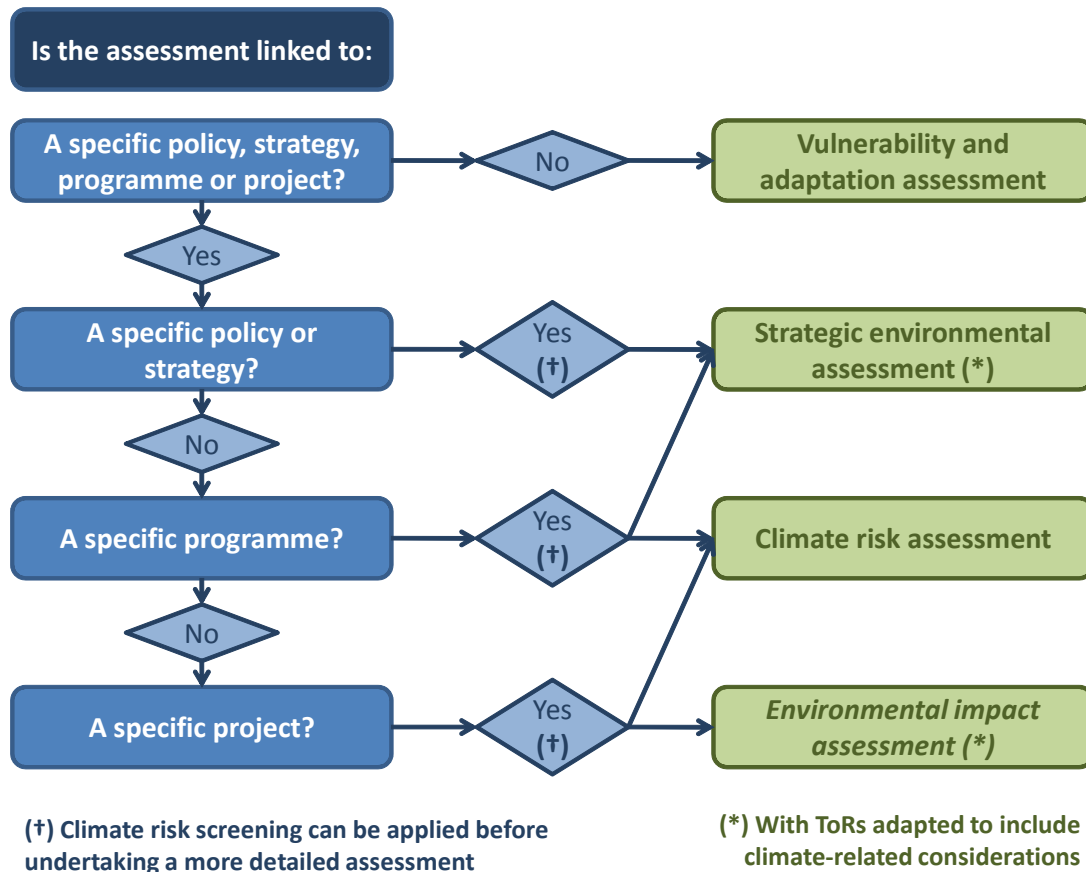 Is the assessment linked to:
A specific policy, strategy,
programme or project?
No
Vulnerability and
adaptation assessment
Yes
A specific policy or
strategy?
Yes
(†)
Strategic environmental
assessment (*)
No
A specific programme?
Yes
(†)
Climate risk assessment
No
A specific project?
Yes
(†)
Environmental impact
assessment (*)
(†) Climate risk screening can be applied before
undertaking a more detailed assessment
(*) With ToRs adapted to include
climate-related considerations